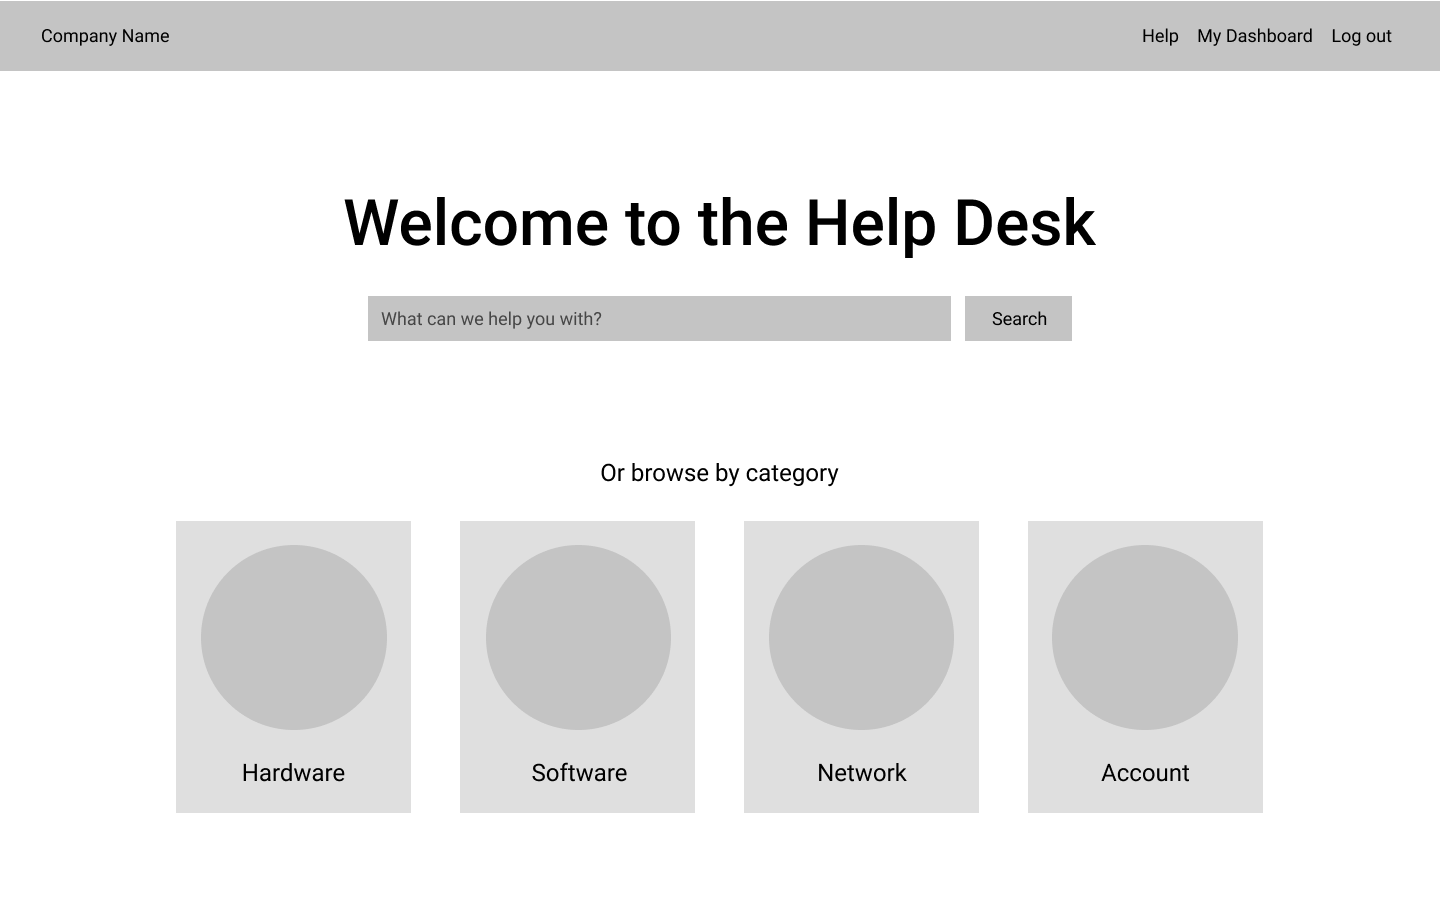 Company Name
Help My Dashboard Log out
Welcome to the Help Desk
What can we help you with?
Search
Or browse by category
Hardware
Software
Network
Account